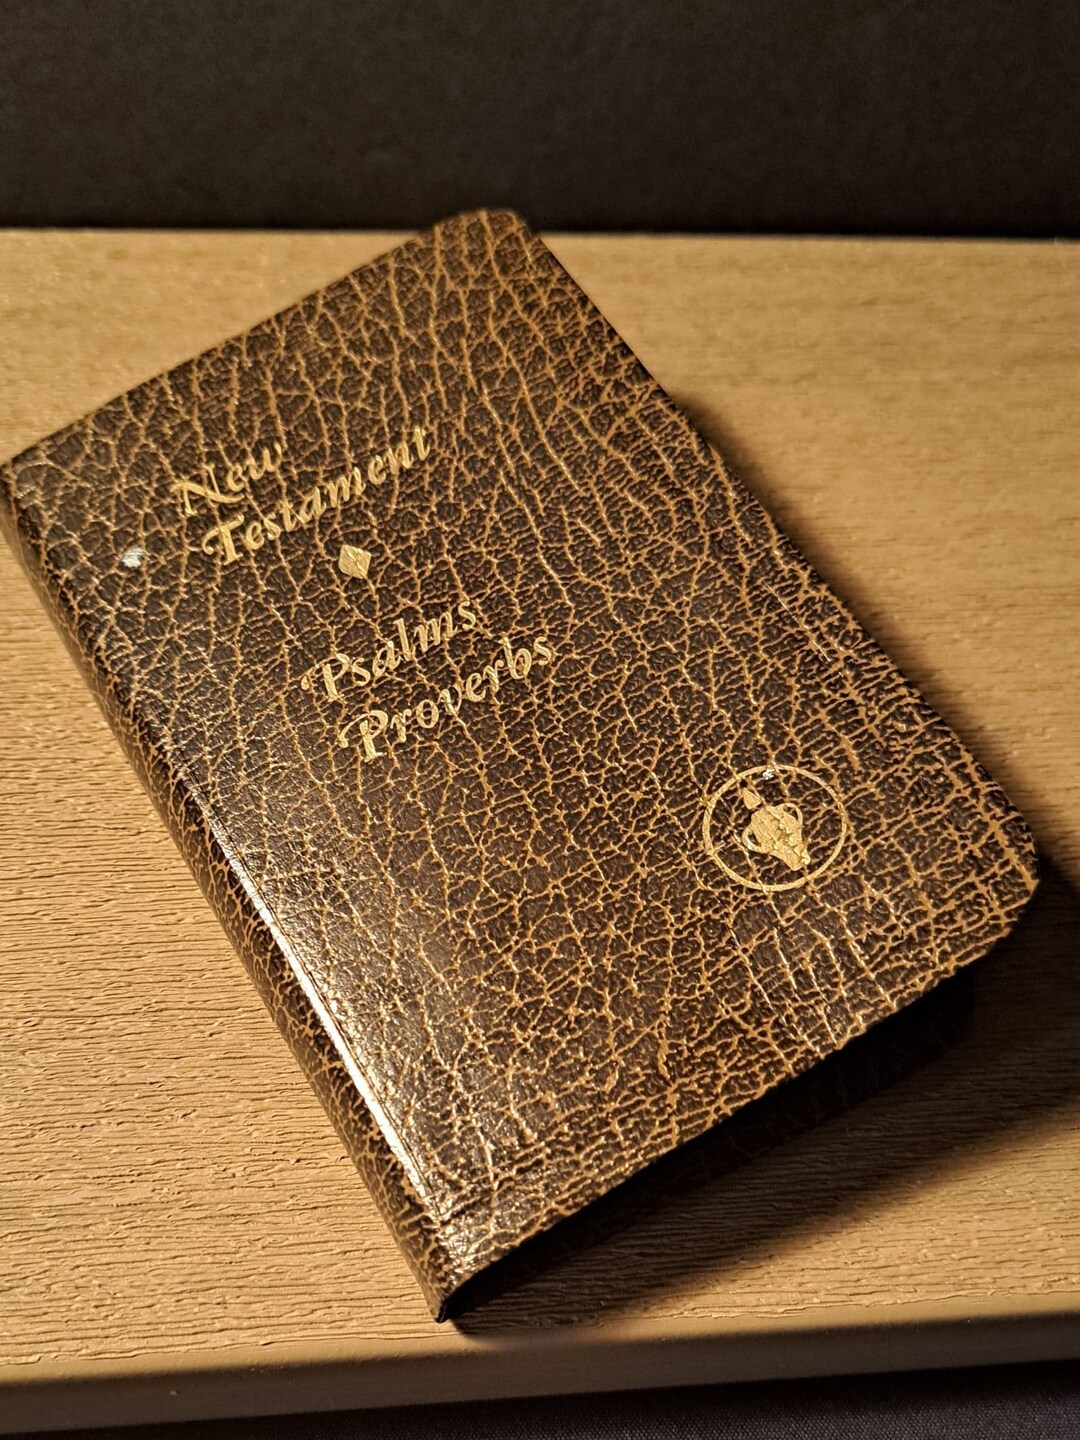 New
Testament
Psalms
Proverbs